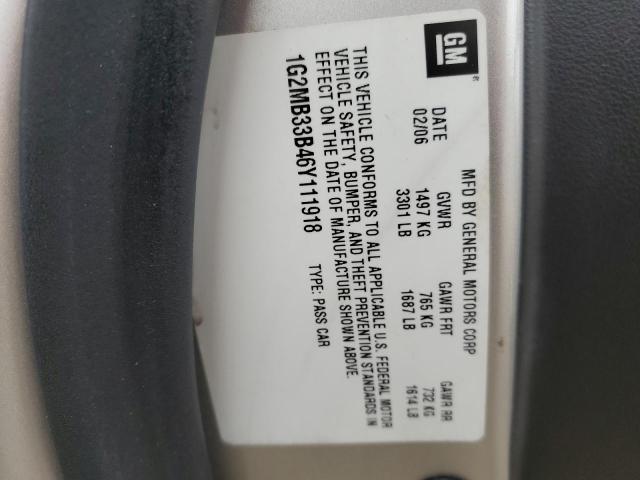 GM
®
MFD BY GENERAL MOTORS CORP
DATE GVWR GAWR FRT GAWR RR
02/06 1497 KG 765 KG 732 KG
3301 LB 1687 LB 1614 LB
THIS VEHICLE CONFORMS TO ALL APPLICABLE U.S. FEDERAL MOTOR
VEHICLE SAFETY, BUMPER, AND THEFT PREVENTION STANDARDS IN
EFFECT ON THE DATE OF MANUFACTURE SHOWN ABOVE.
1G2MB33B46Y111918 TYPE: PASS CAR